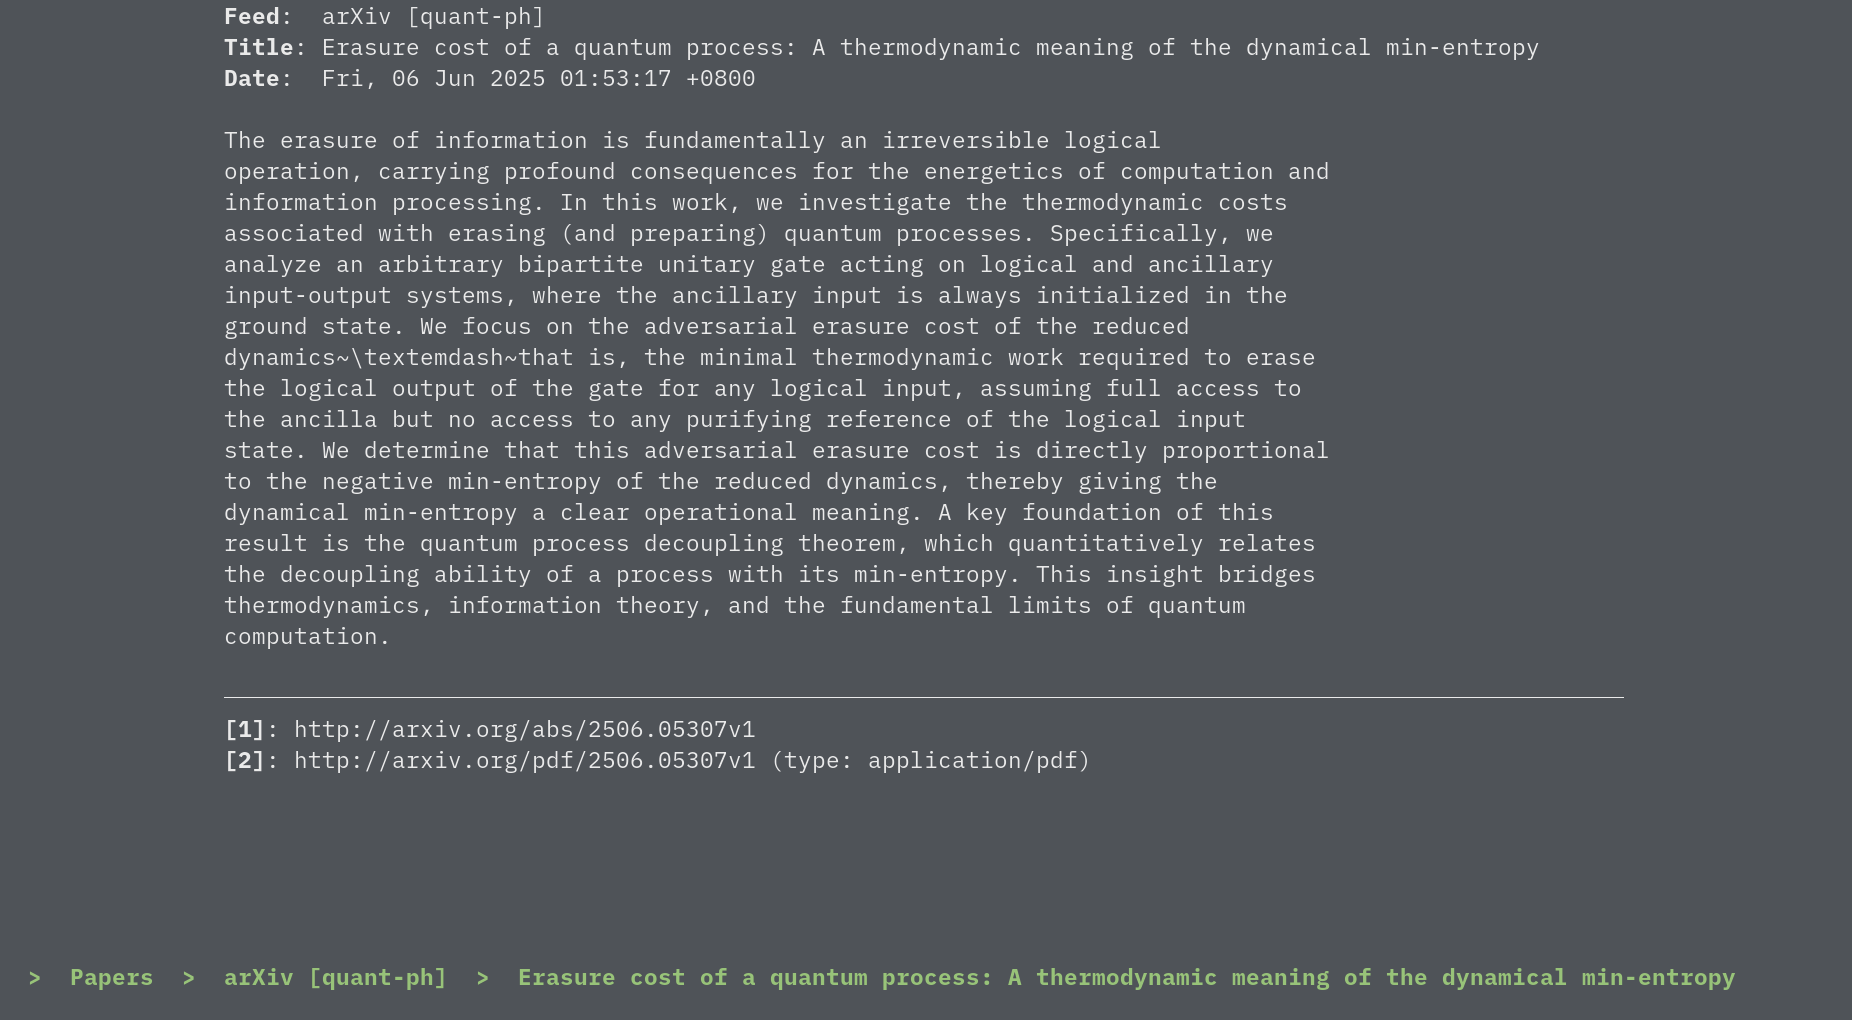 Feed:  arXiv [quant-ph]
Title: Erasure cost of a quantum process: A thermodynamic meaning of the dynamical min-entropy
Date:  Fri, 06 Jun 2025 01:53:17 +0800
The erasure of information is fundamentally an irreversible logical
operation, carrying profound consequences for the energetics of computation and
information processing. In this work, we investigate the thermodynamic costs
associated with erasing (and preparing) quantum processes. Specifically, we
analyze an arbitrary bipartite unitary gate acting on logical and ancillary
input-output systems, where the ancillary input is always initialized in the
ground state. We focus on the adversarial erasure cost of the reduced
dynamics~\textemdash~that is, the minimal thermodynamic work required to erase
the logical output of the gate for any logical input, assuming full access to
the ancilla but no access to any purifying reference of the logical input
state. We determine that this adversarial erasure cost is directly proportional
to the negative min-entropy of the reduced dynamics, thereby giving the
dynamical min-entropy a clear operational meaning. A key foundation of this
result is the quantum process decoupling theorem, which quantitatively relates
the decoupling ability of a process with its min-entropy. This insight bridges
thermodynamics, information theory, and the fundamental limits of quantum
computation.
[1]: http://arxiv.org/abs/2506.05307v1
[2]: http://arxiv.org/pdf/2506.05307v1 (type: application/pdf)
>  Papers  >  arXiv [quant-ph]  >  Erasure cost of a quantum process: A thermodynamic meaning of the dynamical min-entropy